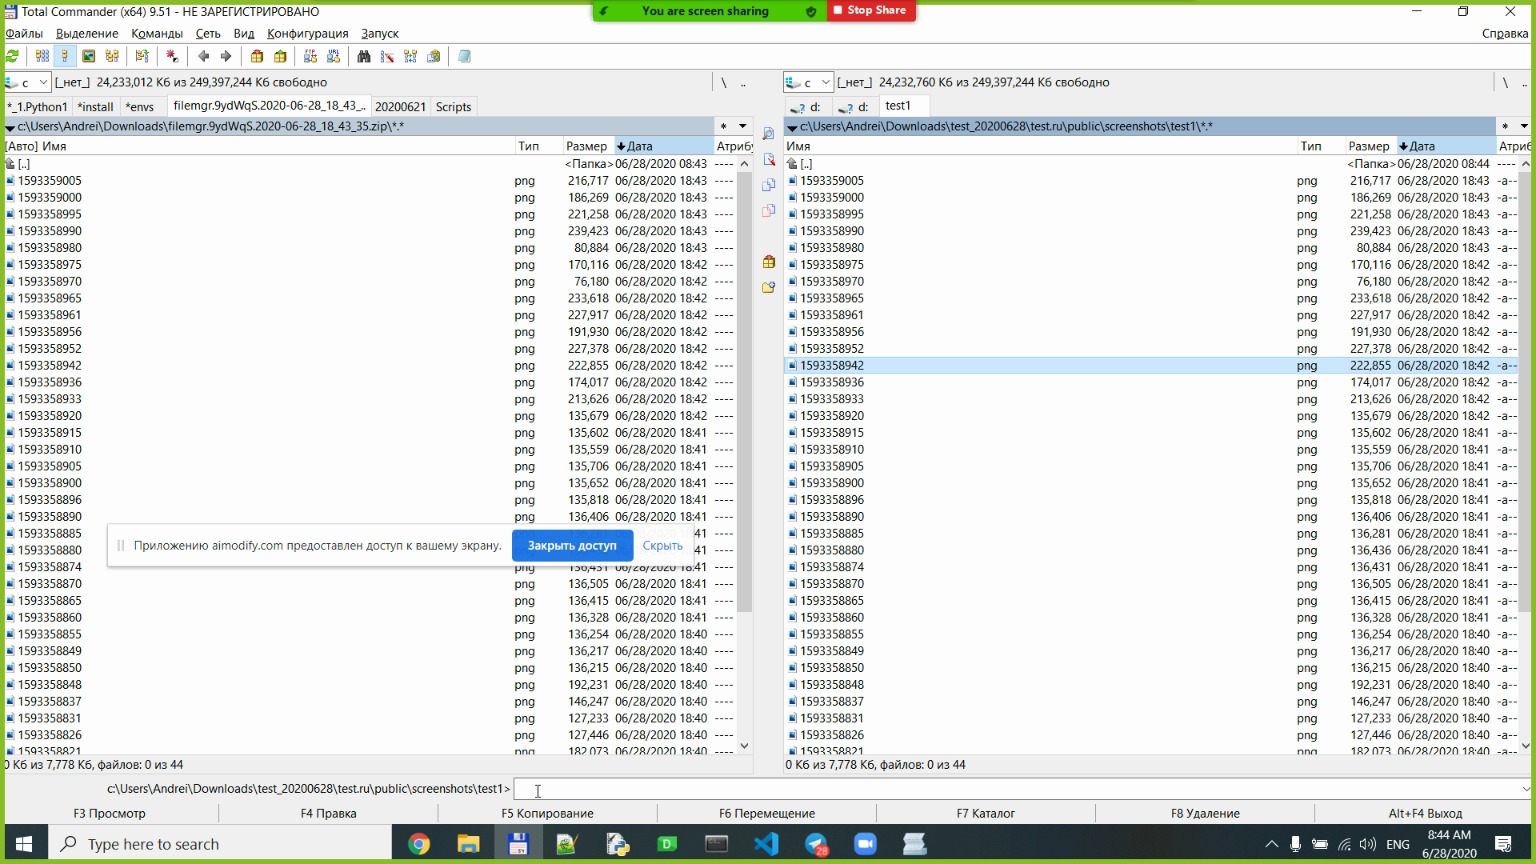 Total Commander (x64) 9.51 - НЕ ЗАРЕГИСТРИРОВАНО
You are screen sharing
Stop Share
Файлы Выделение Команды Сеть Вид Конфигурация Запуск Справка
c [_нет_] 24,233,012 Кб из 249,397,244 Кб свободно \ ..
c [_нет_] 24,232,760 Кб из 249,397,244 Кб свободно \ ..
*_1.Python1 *install *envs filemgr.9ydWqS.2020-06-28_18_43_.. 20200621 Scripts
d: d: test1
c:\Users\Andrei\Downloads\filemgr.9ydWqS.2020-06-28_18_43_35.zip\*.* *
c:\Users\Andrei\Downloads\test_20200628\test.ru\public\screenshots\test1\*.* *
[Авто] Имя Тип Размер Дата Атрибу
[..] <Папка> 06/28/2020 08:43 ----
1593359005 png 216,717 06/28/2020 18:43 ----
1593359000 png 186,269 06/28/2020 18:43 ----
1593358995 png 221,258 06/28/2020 18:43 ----
1593358990 png 239,423 06/28/2020 18:43 ----
1593358980 png 80,884 06/28/2020 18:43 ----
1593358975 png 170,116 06/28/2020 18:42 ----
1593358970 png 76,180 06/28/2020 18:42 ----
1593358965 png 233,618 06/28/2020 18:42 ----
1593358961 png 227,917 06/28/2020 18:42 ----
1593358956 png 191,930 06/28/2020 18:42 ----
1593358952 png 227,378 06/28/2020 18:42 ----
1593358942 png 222,855 06/28/2020 18:42 ----
1593358936 png 174,017 06/28/2020 18:42 ----
1593358933 png 213,626 06/28/2020 18:42 ----
1593358920 png 135,679 06/28/2020 18:42 ----
1593358915 png 135,602 06/28/2020 18:41 ----
1593358910 png 135,559 06/28/2020 18:41 ----
1593358905 png 135,706 06/28/2020 18:41 ----
1593358900 png 135,652 06/28/2020 18:41 ----
1593358896 png 135,818 06/28/2020 18:41 ----
1593358890 png 136,406 06/28/2020 18:41 ----
1593358885 18:41 ----
1593358880 18:41 ----
1593358874 png 136,431 06/28/2020 18:41 ----
1593358870 png 136,505 06/28/2020 18:41 ----
1593358865 png 136,415 06/28/2020 18:41 ----
1593358860 png 136,328 06/28/2020 18:41 ----
1593358855 png 136,254 06/28/2020 18:40 ----
1593358849 png 136,217 06/28/2020 18:40 ----
1593358850 png 136,215 06/28/2020 18:40 ----
1593358848 png 192,231 06/28/2020 18:40 ----
1593358837 png 146,247 06/28/2020 18:40 ----
1593358831 png 127,233 06/28/2020 18:40 ----
1593358826 png 127,446 06/28/2020 18:40 ----
1593358821 png 182,073 06/28/2020 18:40 ----
Приложению aimodify.com предоставлен доступ к вашему экрану. Закрыть доступ Скрыть
Имя Тип Размер Дата Атриб
[..] <Папка> 06/28/2020 08:44 ----
1593359005 png 216,717 06/28/2020 18:43 -a--
1593359000 png 186,269 06/28/2020 18:43 -a--
1593358995 png 221,258 06/28/2020 18:43 -a--
1593358990 png 239,423 06/28/2020 18:43 -a--
1593358980 png 80,884 06/28/2020 18:43 -a--
1593358975 png 170,116 06/28/2020 18:42 -a--
1593358970 png 76,180 06/28/2020 18:42 -a--
1593358965 png 233,618 06/28/2020 18:42 -a--
1593358961 png 227,917 06/28/2020 18:42 -a--
1593358956 png 191,930 06/28/2020 18:42 -a--
1593358952 png 227,378 06/28/2020 18:42 -a--
1593358942 png 222,855 06/28/2020 18:42 -a--
1593358936 png 174,017 06/28/2020 18:42 -a--
1593358933 png 213,626 06/28/2020 18:42 -a--
1593358920 png 135,679 06/28/2020 18:42 -a--
1593358915 png 135,602 06/28/2020 18:41 -a--
1593358910 png 135,559 06/28/2020 18:41 -a--
1593358905 png 135,706 06/28/2020 18:41 -a--
1593358900 png 135,652 06/28/2020 18:41 -a--
1593358896 png 135,818 06/28/2020 18:41 -a--
1593358890 png 136,406 06/28/2020 18:41 -a--
1593358885 png 136,281 06/28/2020 18:41 -a--
1593358880 png 136,436 06/28/2020 18:41 -a--
1593358874 png 136,431 06/28/2020 18:41 -a--
1593358870 png 136,505 06/28/2020 18:41 -a--
1593358865 png 136,415 06/28/2020 18:41 -a--
1593358860 png 136,328 06/28/2020 18:41 -a--
1593358855 png 136,254 06/28/2020 18:40 -a--
1593358849 png 136,217 06/28/2020 18:40 -a--
1593358850 png 136,215 06/28/2020 18:40 -a--
1593358848 png 192,231 06/28/2020 18:40 -a--
1593358837 png 146,247 06/28/2020 18:40 -a--
1593358831 png 127,233 06/28/2020 18:40 -a--
1593358826 png 127,446 06/28/2020 18:40 -a--
1593358821 png 182,073 06/28/2020 18:40 -a--
0 Кб из 7,778 Кб, файлов: 0 из 44
0 Кб из 7,778 Кб, файлов: 0 из 44
c:\Users\Andrei\Downloads\test_20200628\test.ru\public\screenshots\test1>
F3 Просмотр F4 Правка F5 Копирование F6 Перемещение F7 Каталог F8 Удаление Alt+F4 Выход
Type here to search
28
ENG
8:44 AM
6/28/2020